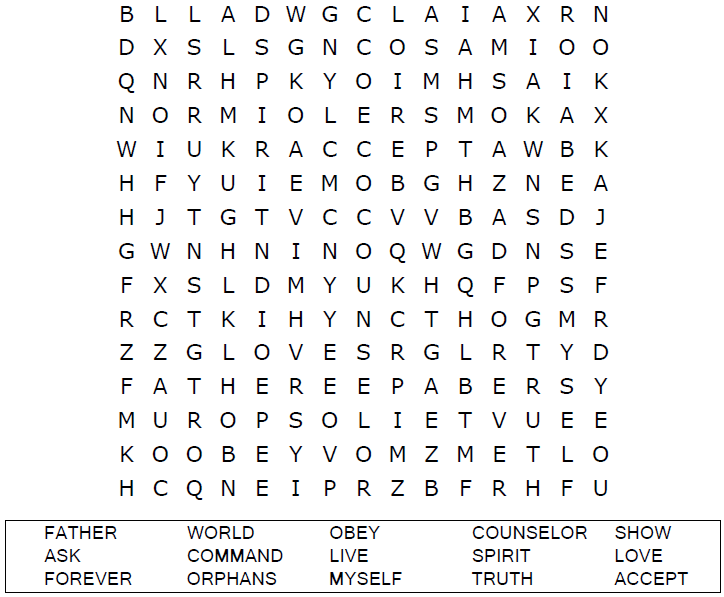 B L L A D W G C L A I A X R N
D X S L S G N C O S A M I O O
Q N R H P K Y O I M H S A I K
N O R M I O L E R S M O K A X
W I U K R A C C E P T A W B K
H F Y U I E M O B G H Z N E A
H J T G T V C C V V B A S D J
G W N H N I N O Q W G D N S E
F X S L D M Y U K H Q F P S F
R C T K I H Y N C T H O G M R
Z Z G L O V E S R G L R T Y D
F A T H E R E E P A B E R S Y
M U R O P S O L I E T V U E E
K O O B E Y V O M Z M E T L O
H C Q N E I P R Z B F R H F U
FATHER WORLD OBEY COUNSELOR SHOW
ASK COMMAND LIVE SPIRIT LOVE
FOREVER ORPHANS MYSELF TRUTH ACCEPT